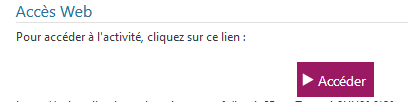 Accès Web
Pour accéder à l'activité, cliquez sur ce lien :
Accéder